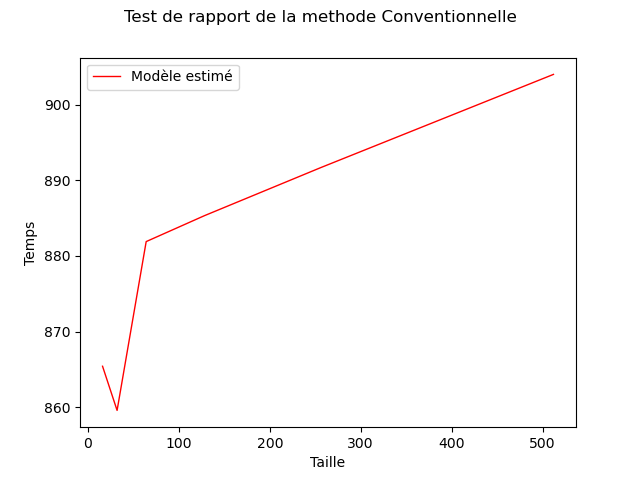 Test de rapport de la methode Conventionnelle
Modèle estimé
900
890
880
870
860
Temps
0 100 200 300 400 500
Taille